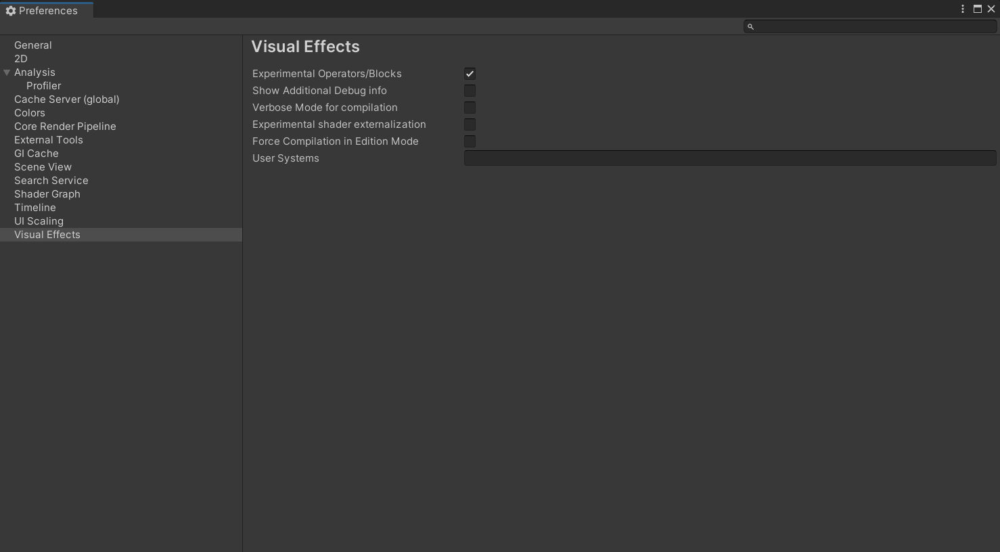 Preferences
General
2D
Analysis
Profiler
Cache Server (global)
Colors
Core Render Pipeline
External Tools
GI Cache
Scene View
Search Service
Shader Graph
Timeline
UI Scaling
Visual Effects
Visual Effects
Experimental Operators/Blocks
Show Additional Debug info
Verbose Mode for compilation
Experimental shader externalization
Force Compilation in Edition Mode
User Systems